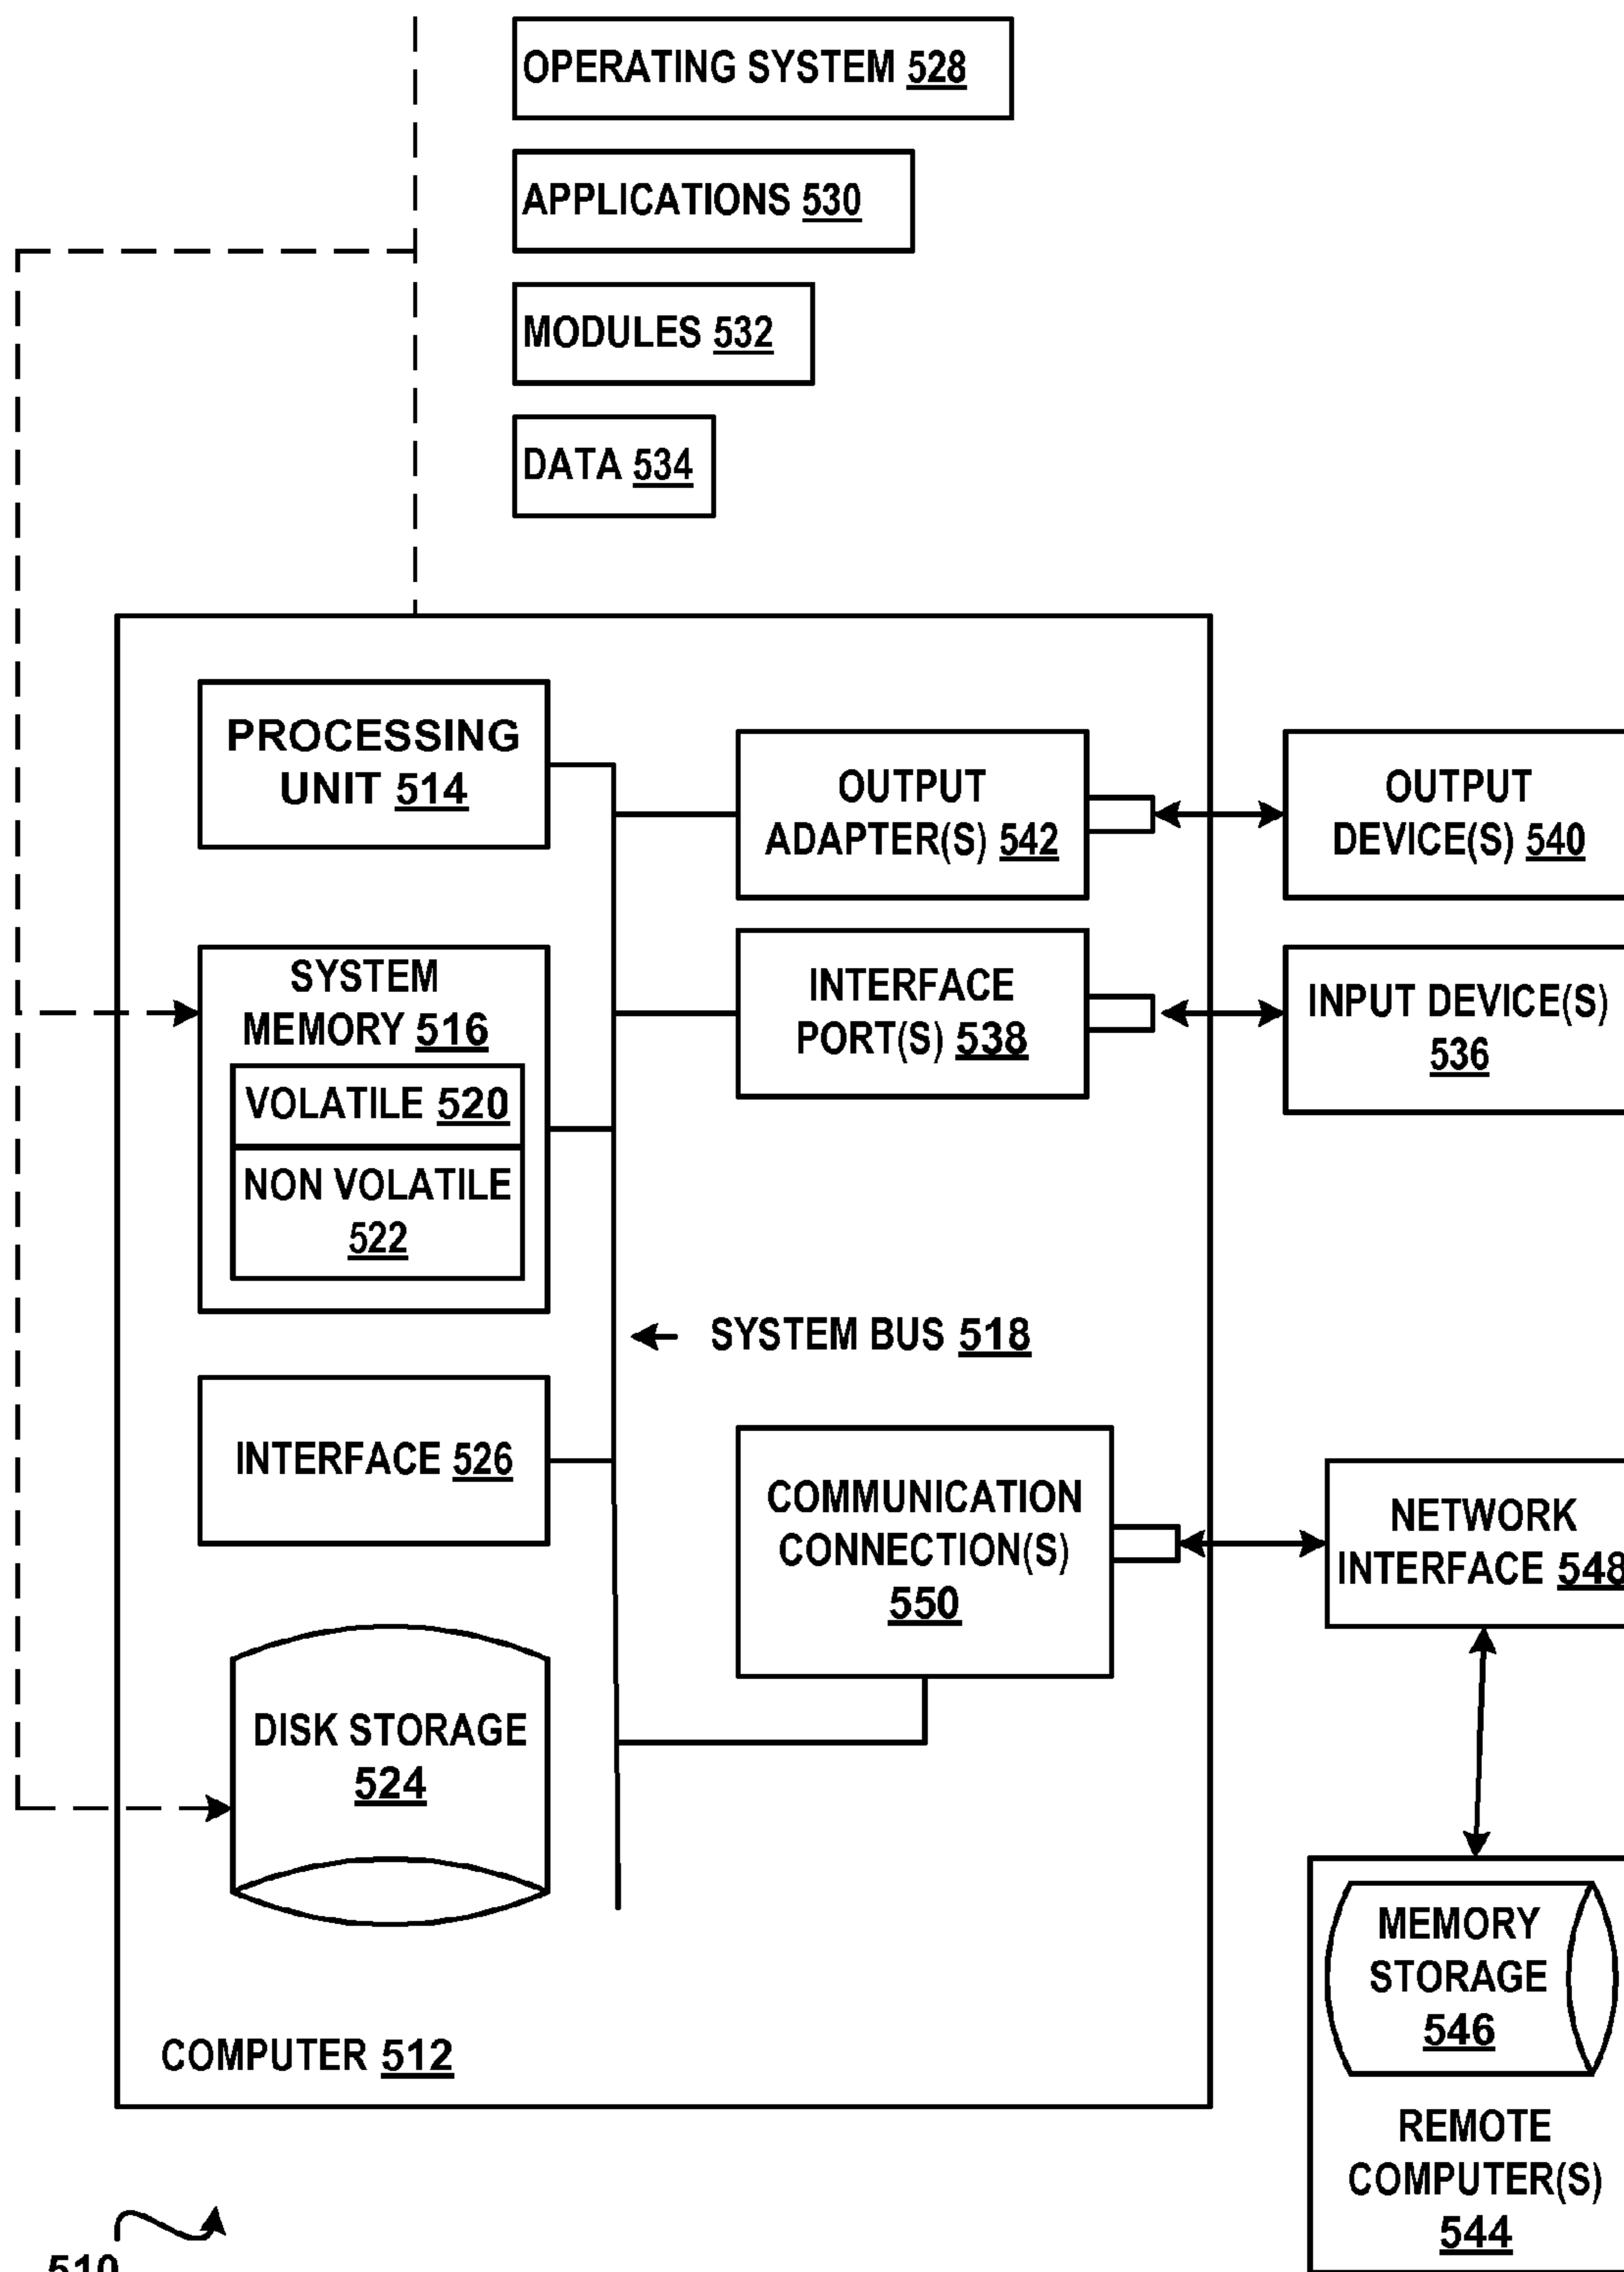 OPERATING SYSTEM 528
APPLICATIONS 530
MODULES 532
DATA 534
PROCESSING
UNIT 514
OUTPUT
ADAPTER(S) 542
OUTPUT
DEVICE(S) 540
SYSTEM
MEMORY 516
VOLATILE 520
NON VOLATILE
522
INTERFACE
PORT(S) 538
INPUT DEVICE(S)
536
SYSTEM BUS 518
INTERFACE 526
COMMUNICATION
CONNECTION(S)
550
NETWORK
INTERFACE 548
DISK STORAGE
524
MEMORY
STORAGE
546
REMOTE
COMPUTER(S)
544
COMPUTER 512
510